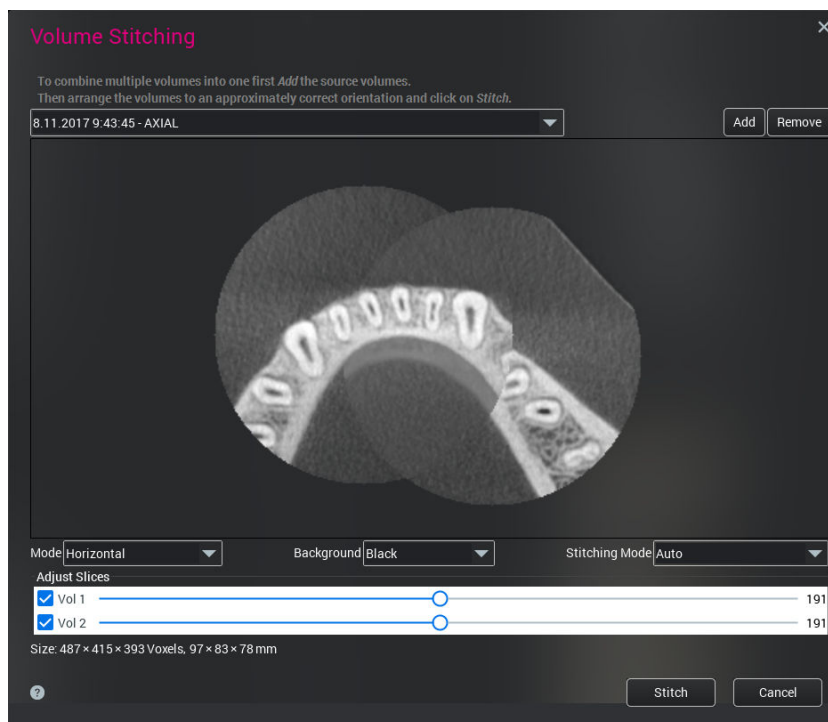 Volume Stitching
To combine multiple volumes into one first Add the source volumes.
Then arrange the volumes to an approximately correct orientation and click on Stitch.
8.11.2017 9:43:45 - AXIAL
Add Remove
Mode Horizontal Background Black Stitching Mode Auto
Adjust Slices
Vol 1 191
Vol 2 191
Size: 487 × 415 × 393 Voxels, 97 × 83 × 78 mm
? Stitch Cancel